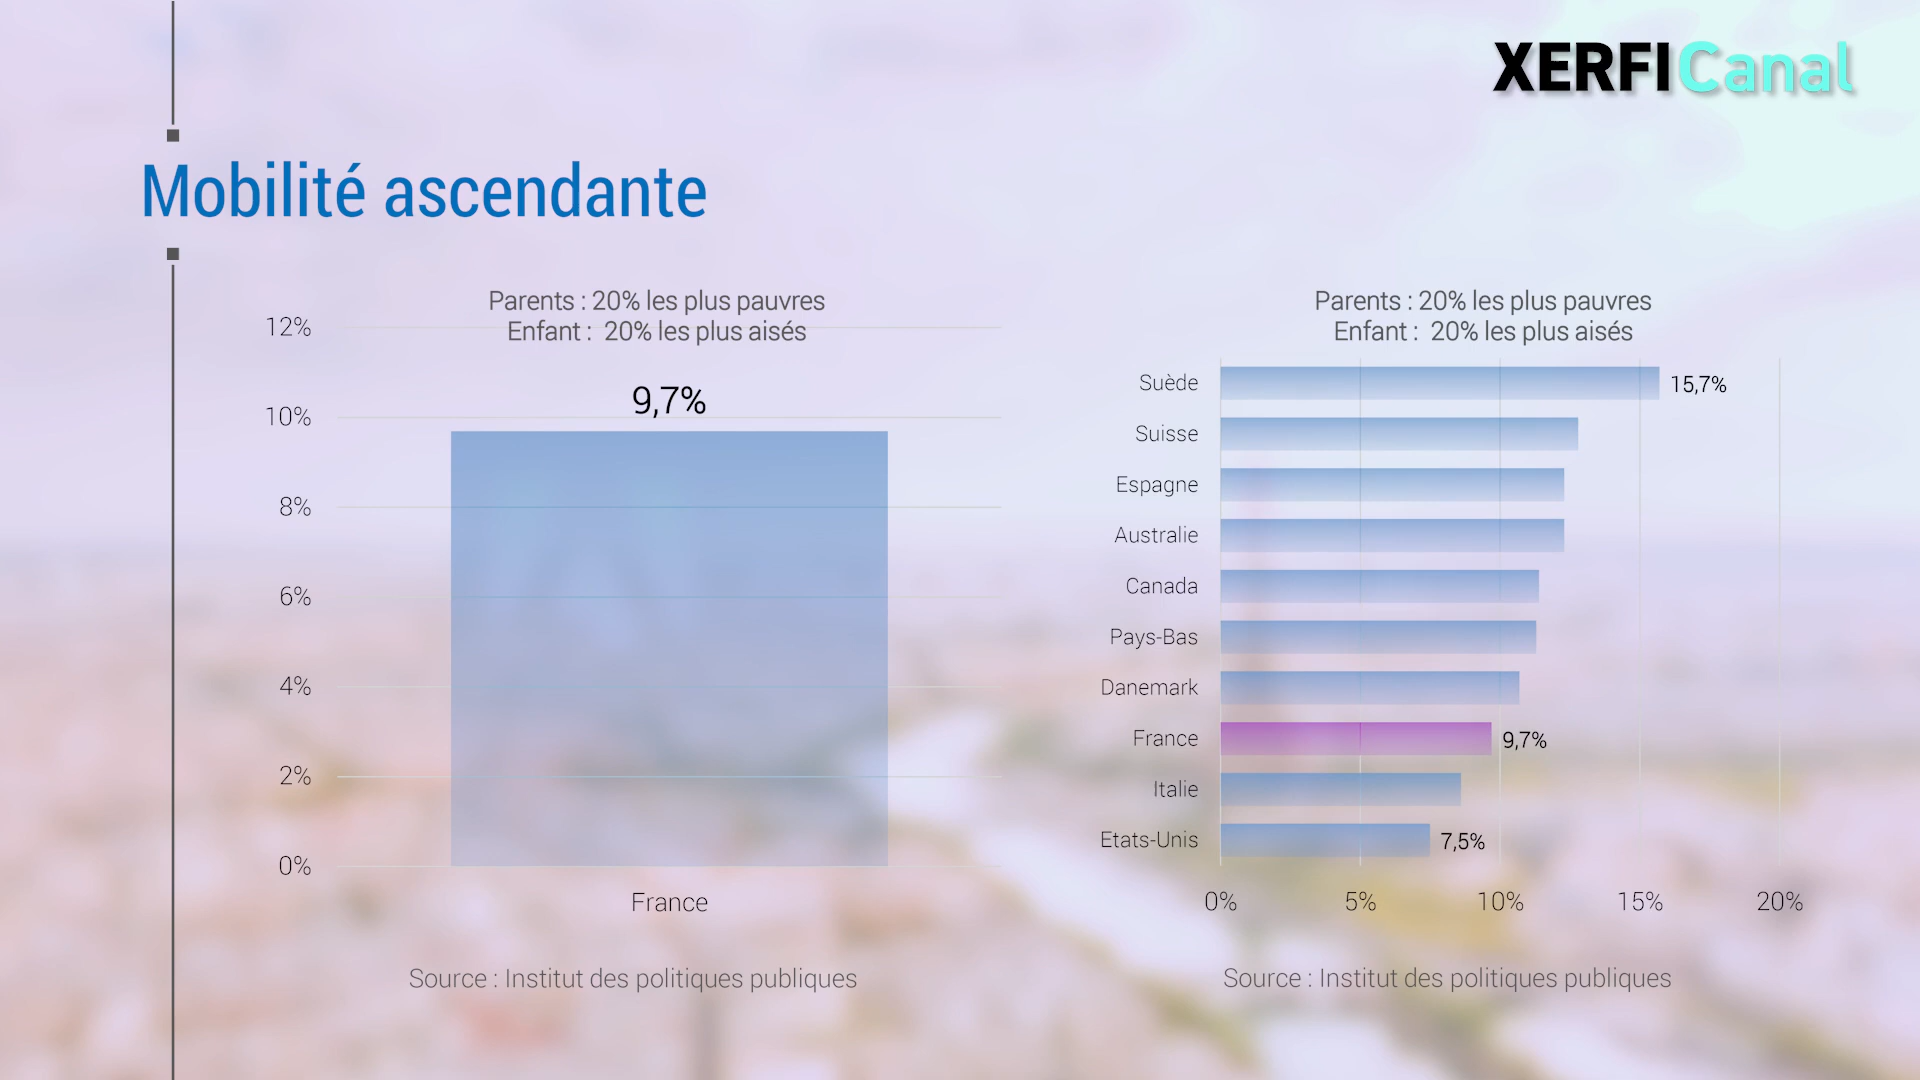 XERFI Canal
Mobilité ascendante
Parents : 20% les plus pauvres
Enfant : 20% les plus aisés
12%
10%
8%
6%
4%
2%
0%
9,7%
France
Source : Institut des politiques publiques
Parents : 20% les plus pauvres
Enfant : 20% les plus aisés
Suède 15,7%
Suisse
Espagne
Australie
Canada
Pays-Bas
Danemark
France 9,7%
Italie
Etats-Unis 7,5%
0% 5% 10% 15% 20%
Source : Institut des politiques publiques